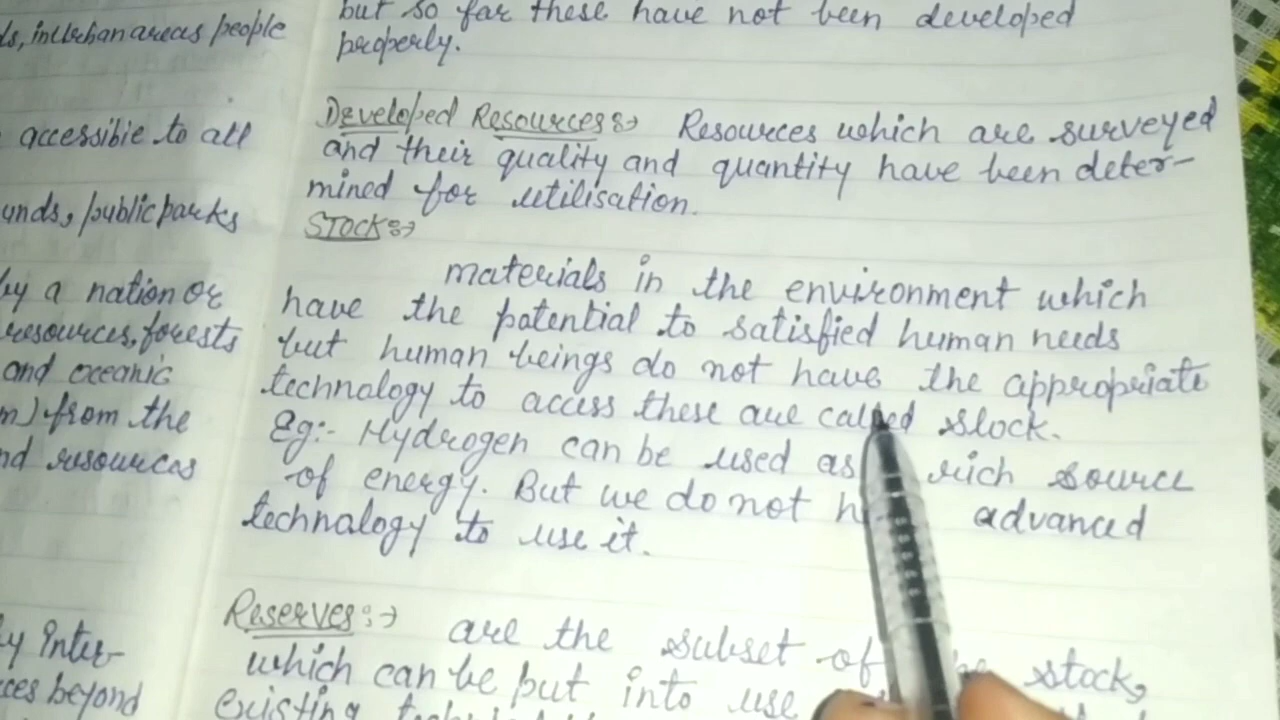 ds, in urban areas people
accessible to all
unds, public parks
by a nation or
resources, forests
and oceanic
m) from the
nd resources
by Inter-
ces beyond
but so far these have not been developed
properly.
Developed Resources:→ Resources which are surveyed
and their quality and quantity have been deter-
mined for utilisation.
STOCK:→
materials in the environment which
have the potential to satisfied human needs
but human beings do not have the appropriate
technology to access these are called stock.
Eg:- Hydrogen can be used as rich source
of energy. But we do not advanced
technalogy to use it.
Reserves:→ are the subset of stock,
which can be put into use
existing